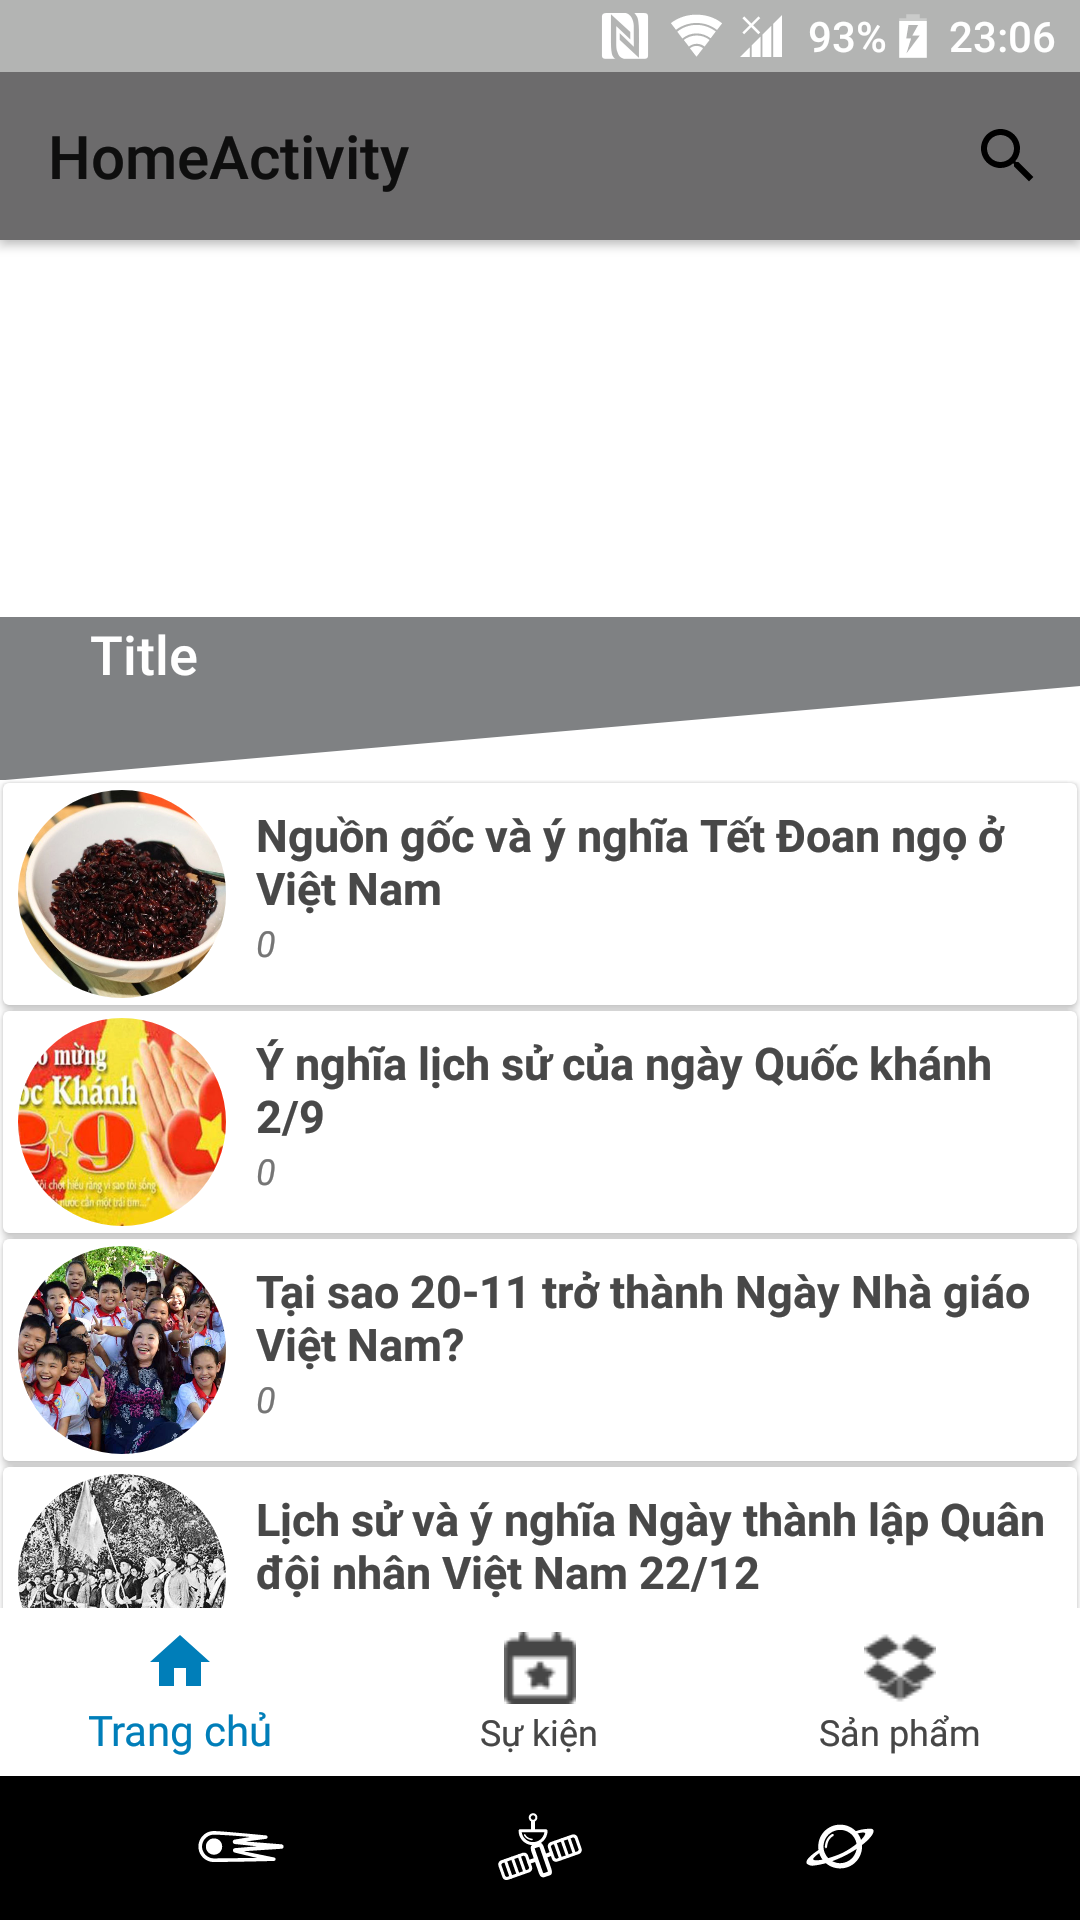 93% 23:06
HomeActivity
Title
Nguồn gốc và ý nghĩa Tết Đoan ngọ ở
Việt Nam
0
mừng
Khánh
2 9
Ý nghĩa lịch sử của ngày Quốc khánh
2/9
0
Tại sao 20-11 trở thành Ngày Nhà giáo
Việt Nam?
0
Lịch sử và ý nghĩa Ngày thành lập Quân
đội nhân Việt Nam 22/12
Trang chủ
Sự kiện
Sản phẩm